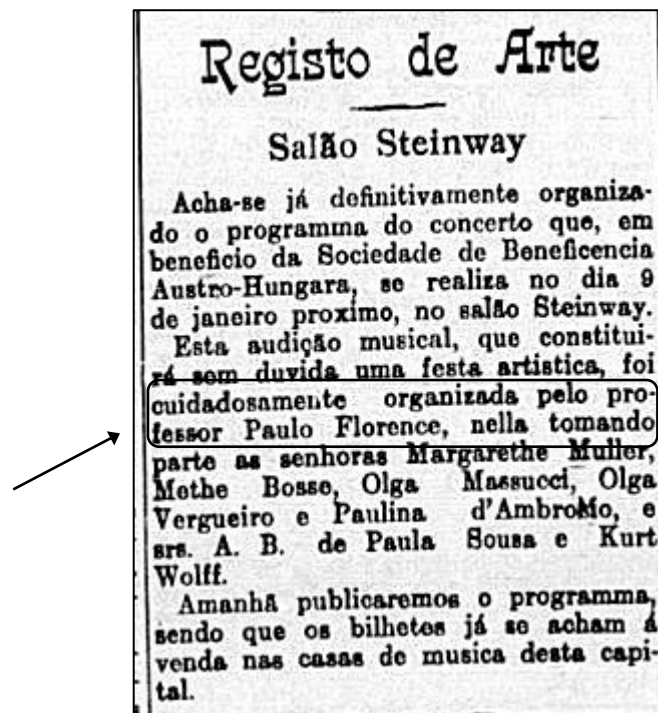 Registo de Arte
Salão Steinway
Acha-se já definitivamente organiza-
do o programma do concerto que, em
beneficio da Sociedade de Beneficencia
Austro-Hungara, se realiza no dia 9
de janeiro proximo, no salão Steinway.
Esta audição musical, que constitui-
rá sem duvida uma festa artistica, foi
cuidadosamente organizada pelo pro-
fessor Paulo Florence, nella tomando
parte as senhoras Margarethe Muller,
Methe Bosse, Olga Massucci, Olga
Vergueiro e Paulina d'Ambrosio, e
srs. A. B. de Paula Sousa e Kurt
Wolff.
Amanhã publicaremos o programma,
sendo que os bilhetes já se acham á
venda nas casas de musica desta capi-
tal.